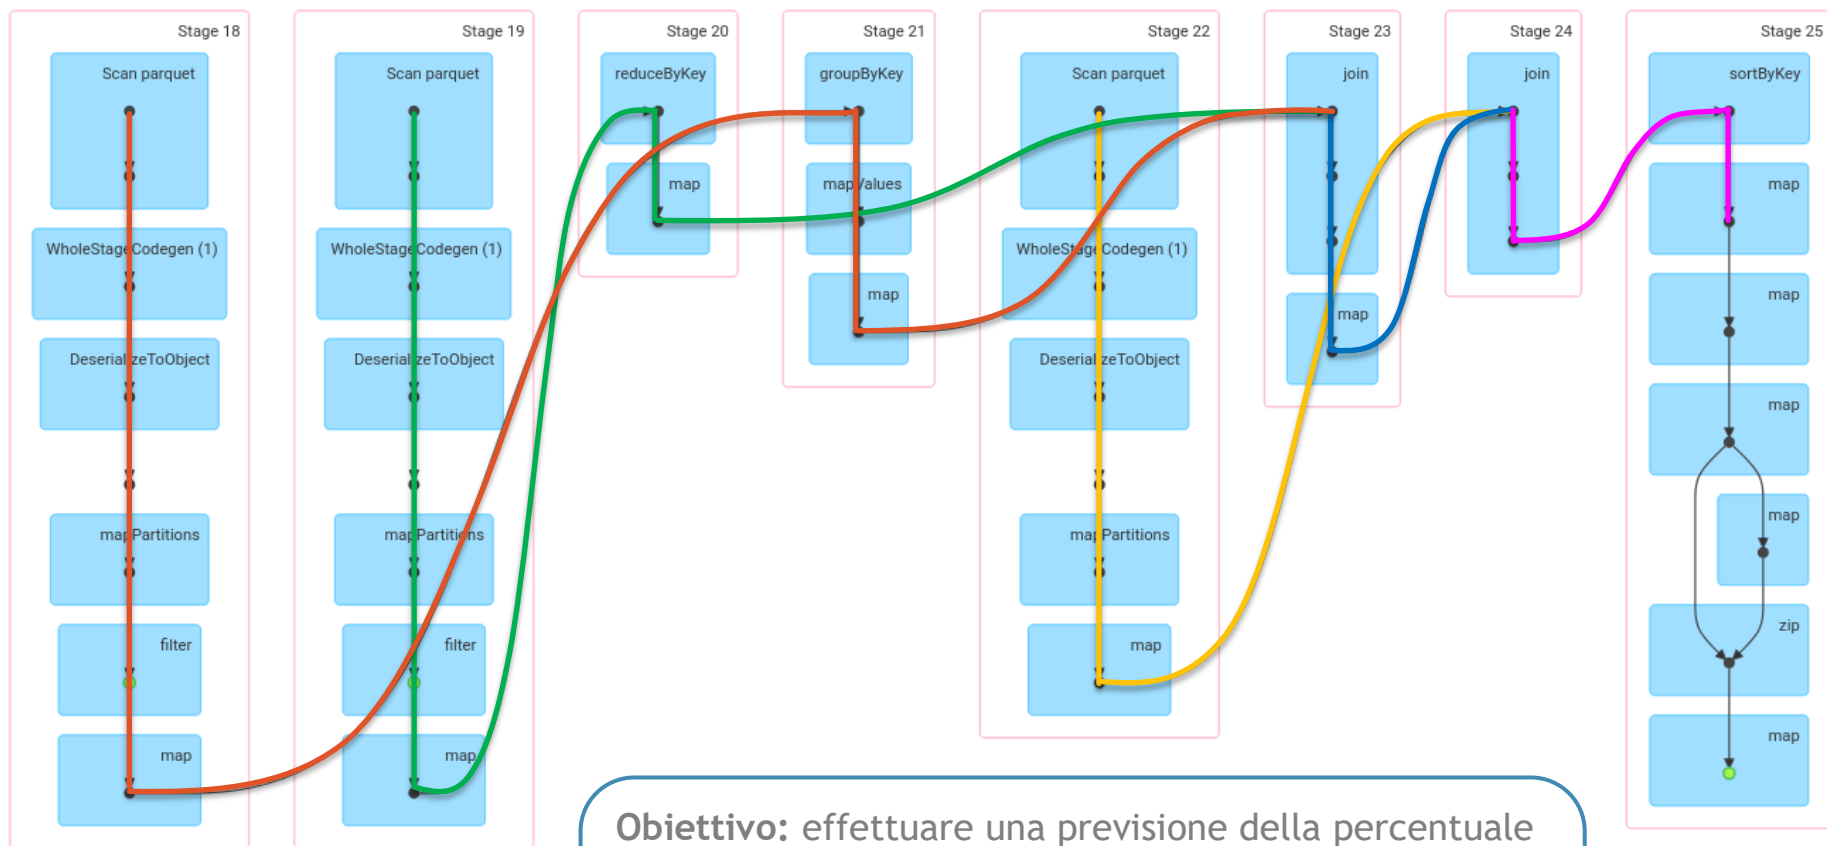 Stage 18
Scan parquet
WholeStageCodegen (1)
DeserializeToObject
mapPartitions
filter
map
Stage 19
Scan parquet
WholeStageCodegen (1)
DeserializeToObject
mapPartitions
filter
map
Stage 20
reduceByKey
map
Stage 21
groupByKey
mapValues
map
Stage 22
Scan parquet
WholeStageCodegen (1)
DeserializeToObject
mapPartitions
map
Stage 23
join
map
Stage 24
join
Stage 25
sortByKey
map
map
map
map
zip
map
Obiettivo: effettuare una previsione della percentuale